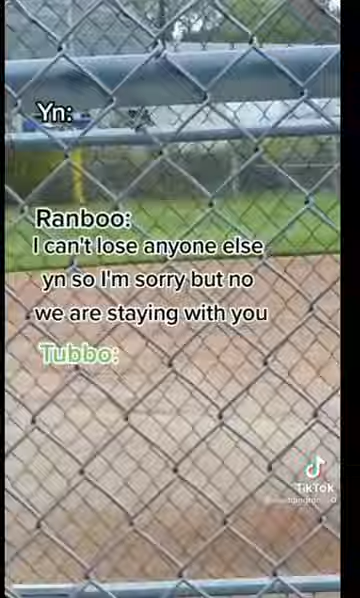 Yn:
Ranboo:
I can't lose anyone else
yn so I'm sorry but no
we are staying with you
Tubbo:
TikTok